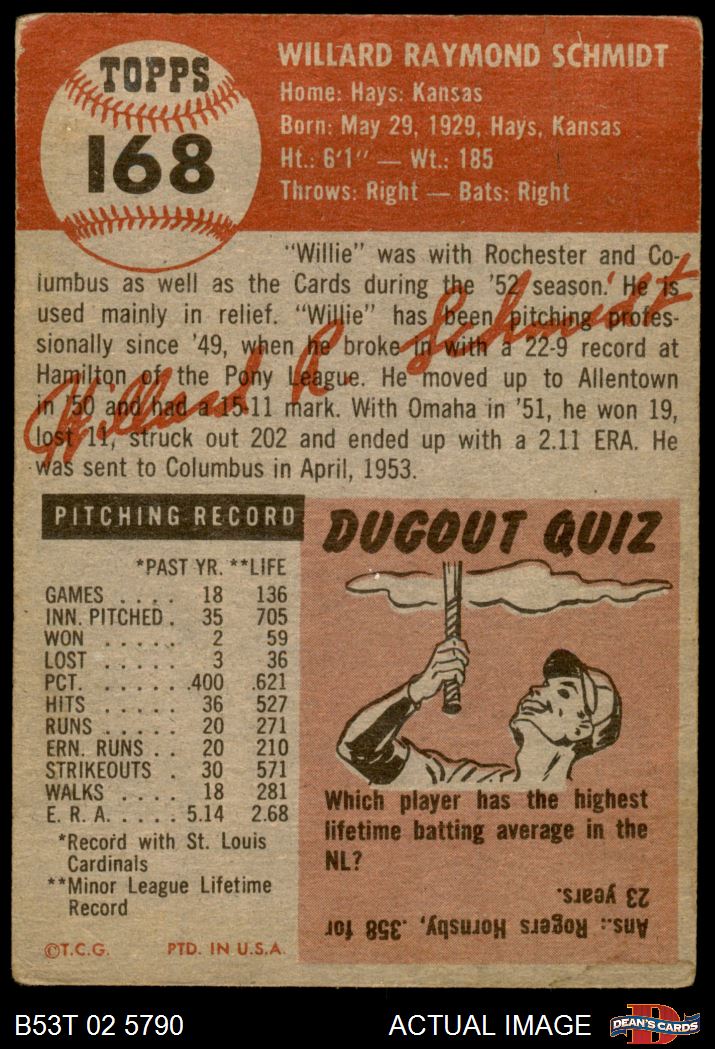 TOPPS
168
WILLARD RAYMOND SCHMIDT
Home: Hays: Kansas
Born: May 29, 1929, Hays, Kansas
Ht.: 6'1" — Wt.: 185
Throws: Right — Bats: Right
"Willie" was with Rochester and Co-
lumbus as well as the Cards during the '52 season. He is
used mainly in relief. "Willie" has been pitching profes-
sionally since '49, when he broke in with a 22-9 record at
Hamilton of the Pony League. He moved up to Allentown
in '50 and had a 15-11 mark. With Omaha in '51, he won 19,
lost 11, struck out 202 and ended up with a 2.11 ERA. He
was sent to Columbus in April, 1953.
Willard R. Schmidt
PITCHING RECORD
*PAST YR. **LIFE
GAMES . . . . 18 136
INN. PITCHED . 35 705
WON . . . . . 2 59
LOST . . . . . 3 36
PCT. . . . . . . .400 .621
HITS . . . . . 36 527
RUNS . . . . . 20 271
ERN. RUNS . . 20 210
STRIKEOUTS . 30 571
WALKS . . . . 18 281
E. R. A. . . . . . 5.14 2.68
*Record with St. Louis
Cardinals
**Minor League Lifetime
Record
©T.C.G. PTD. IN U.S.A.
DUGOUT QUIZ
Which player has the highest
lifetime batting average in the
NL?
Ans.: Rogers Hornsby, .358 for
23 years.
B53T 02 5790
ACTUAL IMAGE
D
DEAN'S CARDS